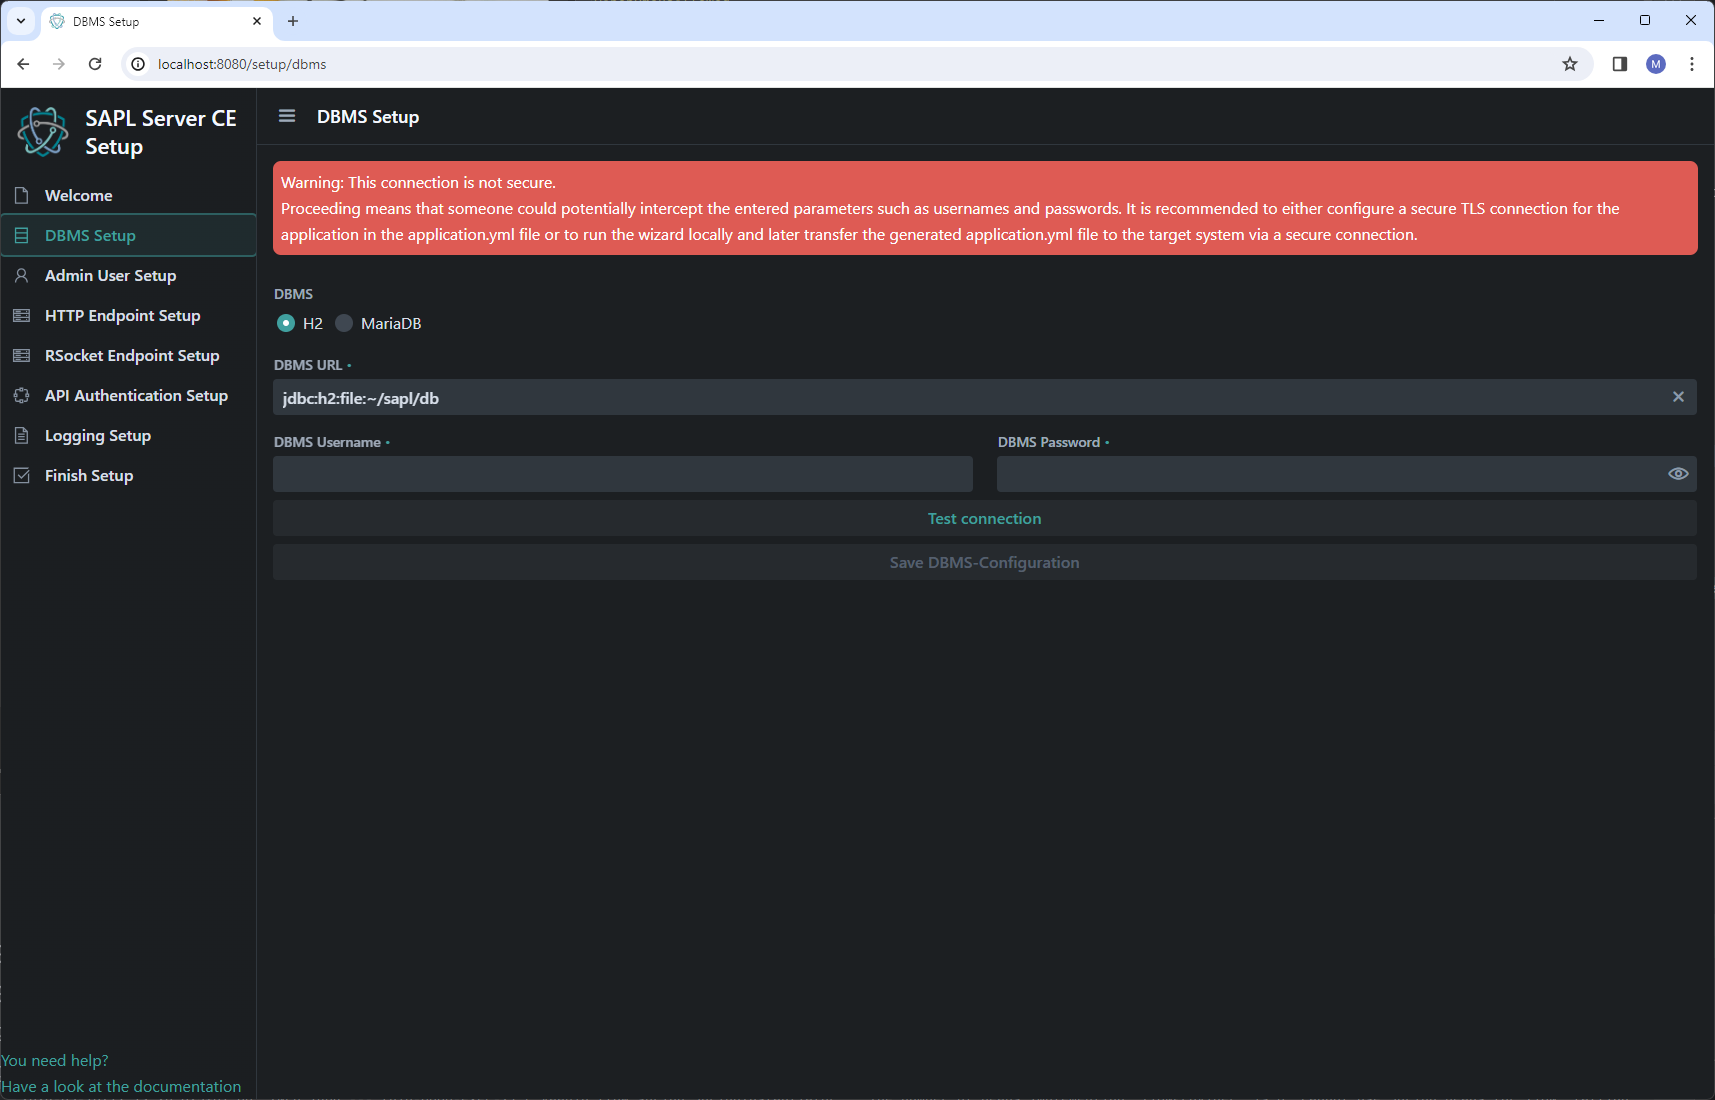 DBMS Setup
localhost:8080/setup/dbms
M
SAPL Server CE
Setup
Welcome
DBMS Setup
Admin User Setup
HTTP Endpoint Setup
RSocket Endpoint Setup
API Authentication Setup
Logging Setup
Finish Setup
You need help?
Have a look at the documentation
DBMS Setup
Warning: This connection is not secure.
Proceeding means that someone could potentially intercept the entered parameters such as usernames and passwords. It is recommended to either configure a secure TLS connection for the
application in the application.yml file or to run the wizard locally and later transfer the generated application.yml file to the target system via a secure connection.
DBMS
H2 MariaDB
DBMS URL •
jdbc:h2:file:~/sapl/db
DBMS Username •
DBMS Password •
Test connection
Save DBMS-Configuration